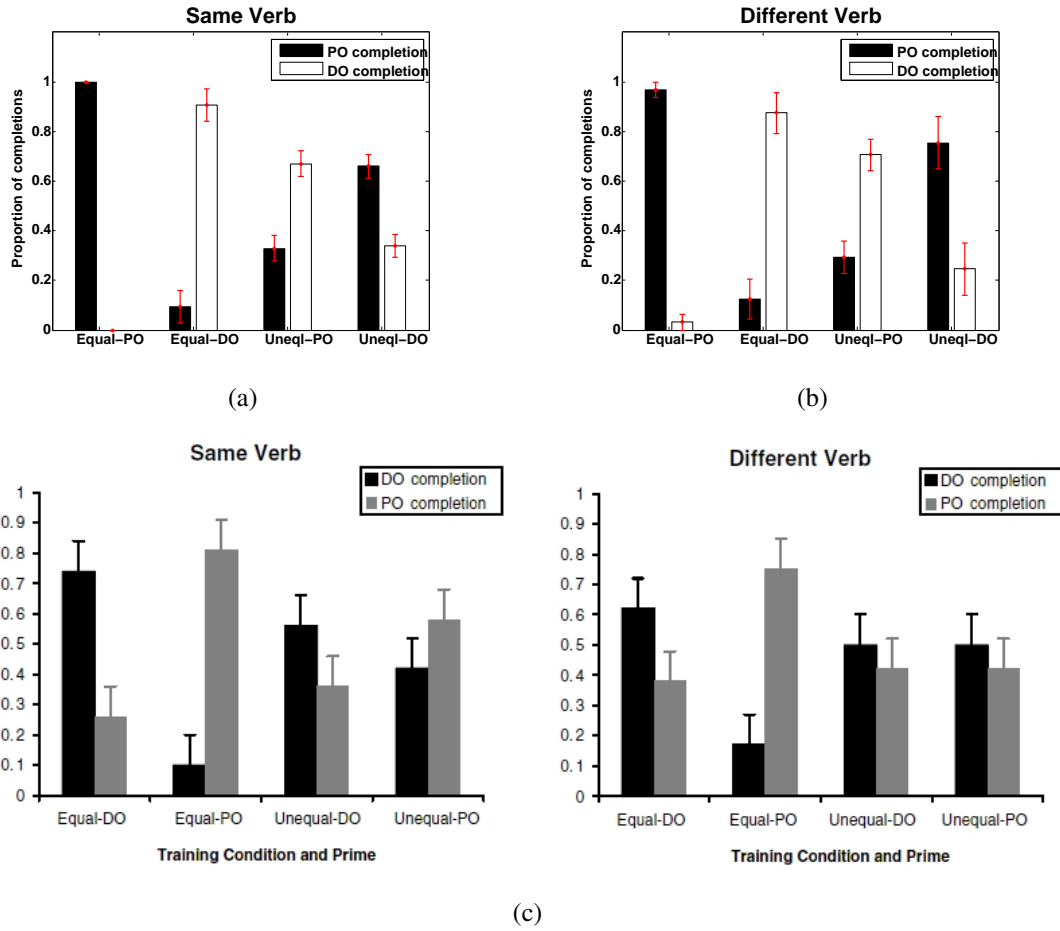 Same Verb
PO completion
DO completion
Proportion of completions
1
0.8
0.6
0.4
0.2
0
Equal–PO
Equal–DO
Uneql–PO
Uneql–DO
(a)
Different Verb
PO completion
DO completion
Proportion of completions
1
0.8
0.6
0.4
0.2
0
Equal–PO
Equal–DO
Uneql–PO
Uneql–DO
(b)
Same Verb
DO completion
PO completion
1
0.9
0.8
0.7
0.6
0.5
0.4
0.3
0.2
0.1
0
Equal-DO
Equal-PO
Unequal-DO
Unequal-PO
Training Condition and Prime
Different Verb
DO completion
PO completion
1
0.9
0.8
0.7
0.6
0.5
0.4
0.3
0.2
0.1
0
Equal-DO
Equal-PO
Unequal-DO
Unequal-PO
Training Condition and Prime
(c)